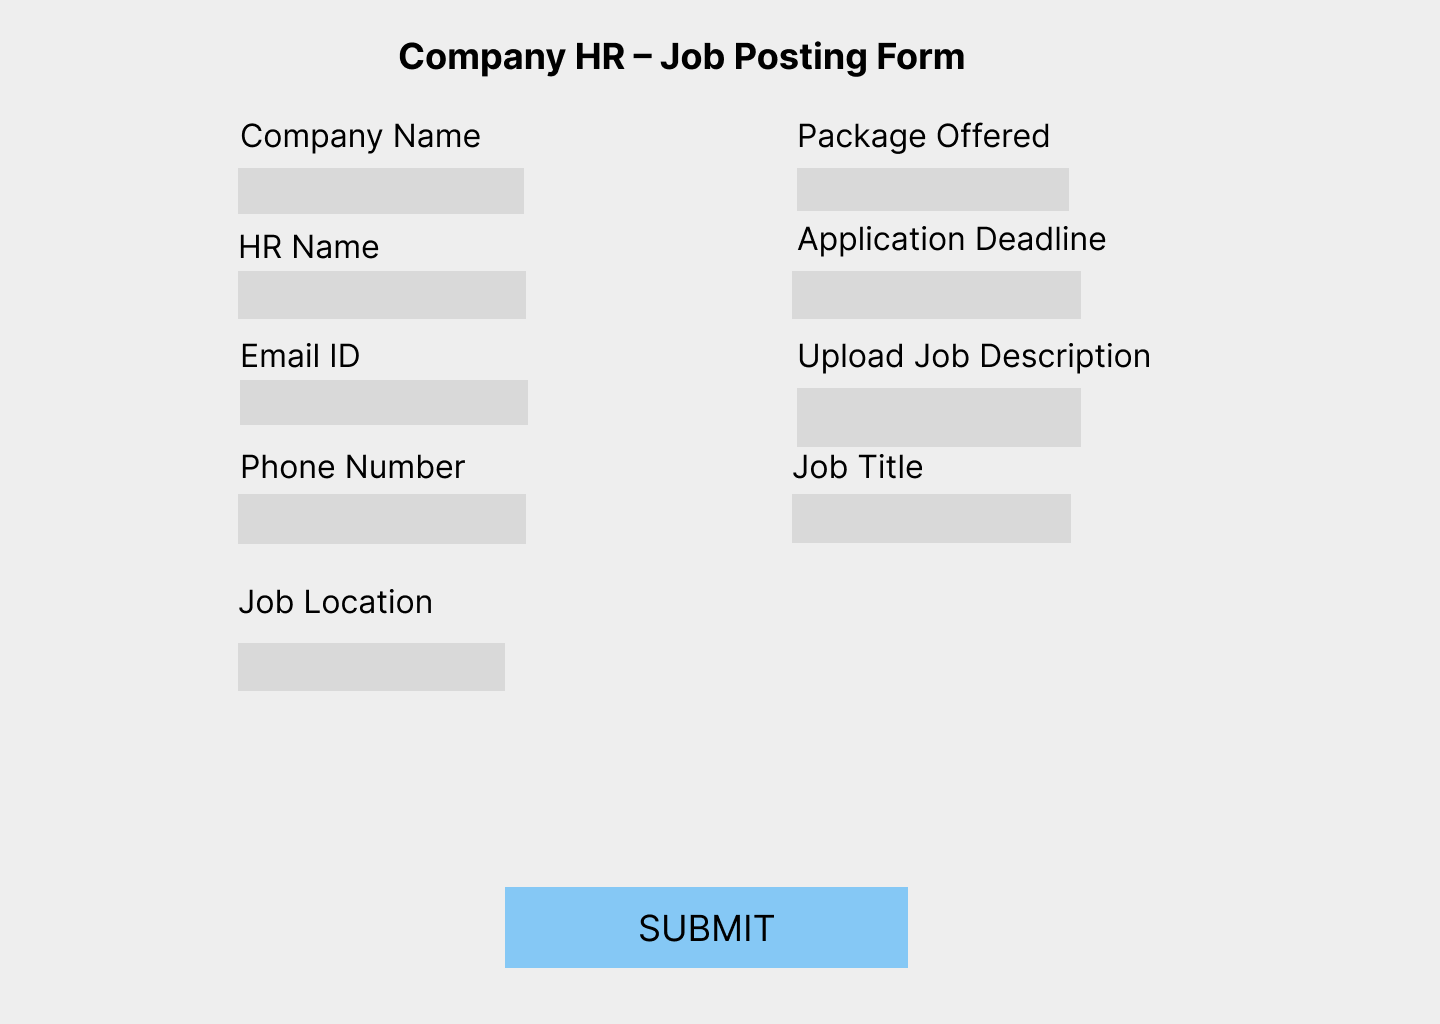 Company HR – Job Posting Form
Company Name
HR Name
Email ID
Phone Number
Job Location
Package Offered
Application Deadline
Upload Job Description
Job Title
SUBMIT